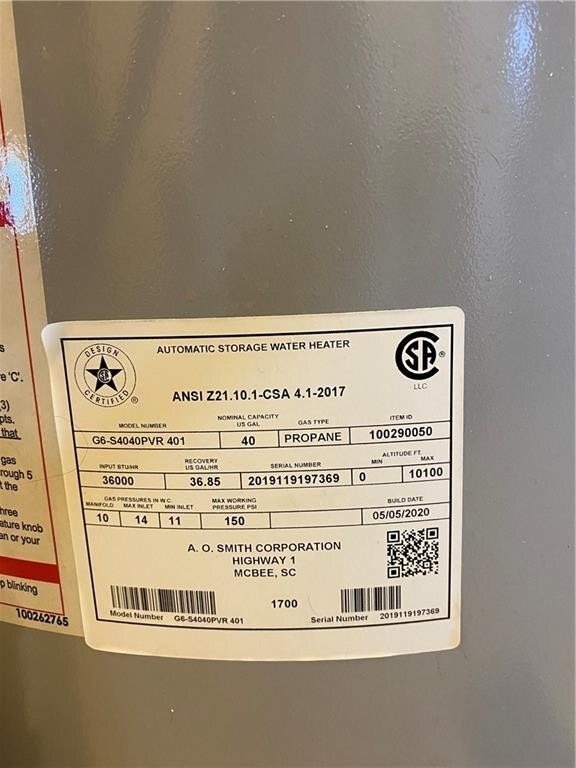 s
e 'C'.
(3)
pts.
that
gas
rough 5
t the
hree
ature knob
an or your
p blinking
100262765
DESIGN CERTIFIED
®
AUTOMATIC STORAGE WATER HEATER
ANSI Z21.10.1-CSA 4.1-2017
SA
®
LLC
MODEL NUMBER NOMINAL CAPACITY US GAL GAS TYPE ITEM ID
G6-S4040PVR 401 40 PROPANE 100290050
INPUT BTU/HR RECOVERY US GAL/HR SERIAL NUMBER ALTITUDE FT. MIN MAX
36000 36.85 2019119197369 0 10100
GAS PRESSURES IN W.C. MANIFOLD MAX INLET MIN INLET MAX WORKING PRESSURE PSI BUILD DATE
10 14 11 150 05/05/2020
A. O. SMITH CORPORATION
HIGHWAY 1
MCBEE, SC
1700
Model Number G6-S4040PVR 401 Serial Number 2019119197369